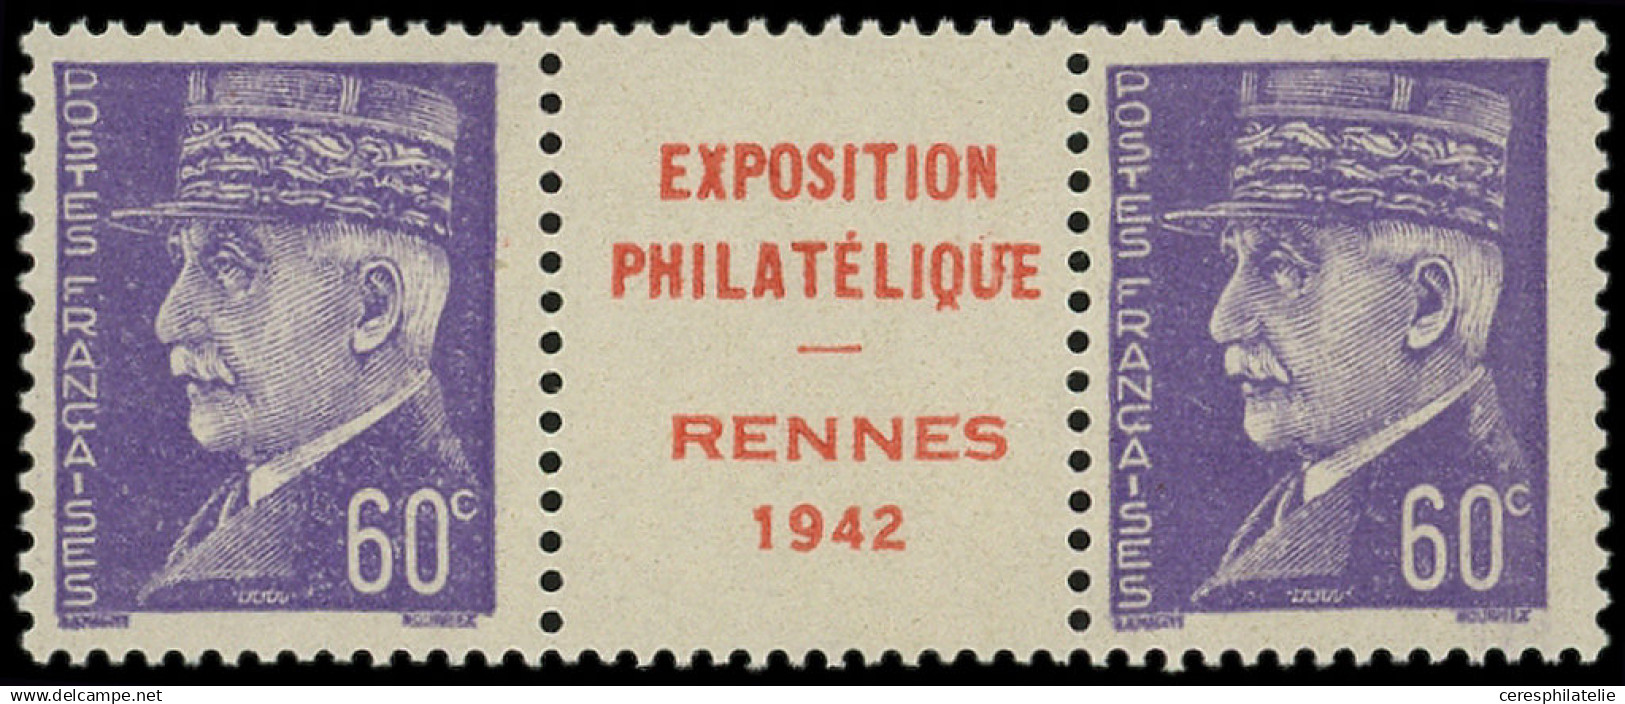 POSTES FRANÇAISES
60c
EXPOSITION
PHILATÉLIQUE
—
RENNES
1942
POSTES FRANÇAISES
60c
www.delcampe.net
ceresphilatelie